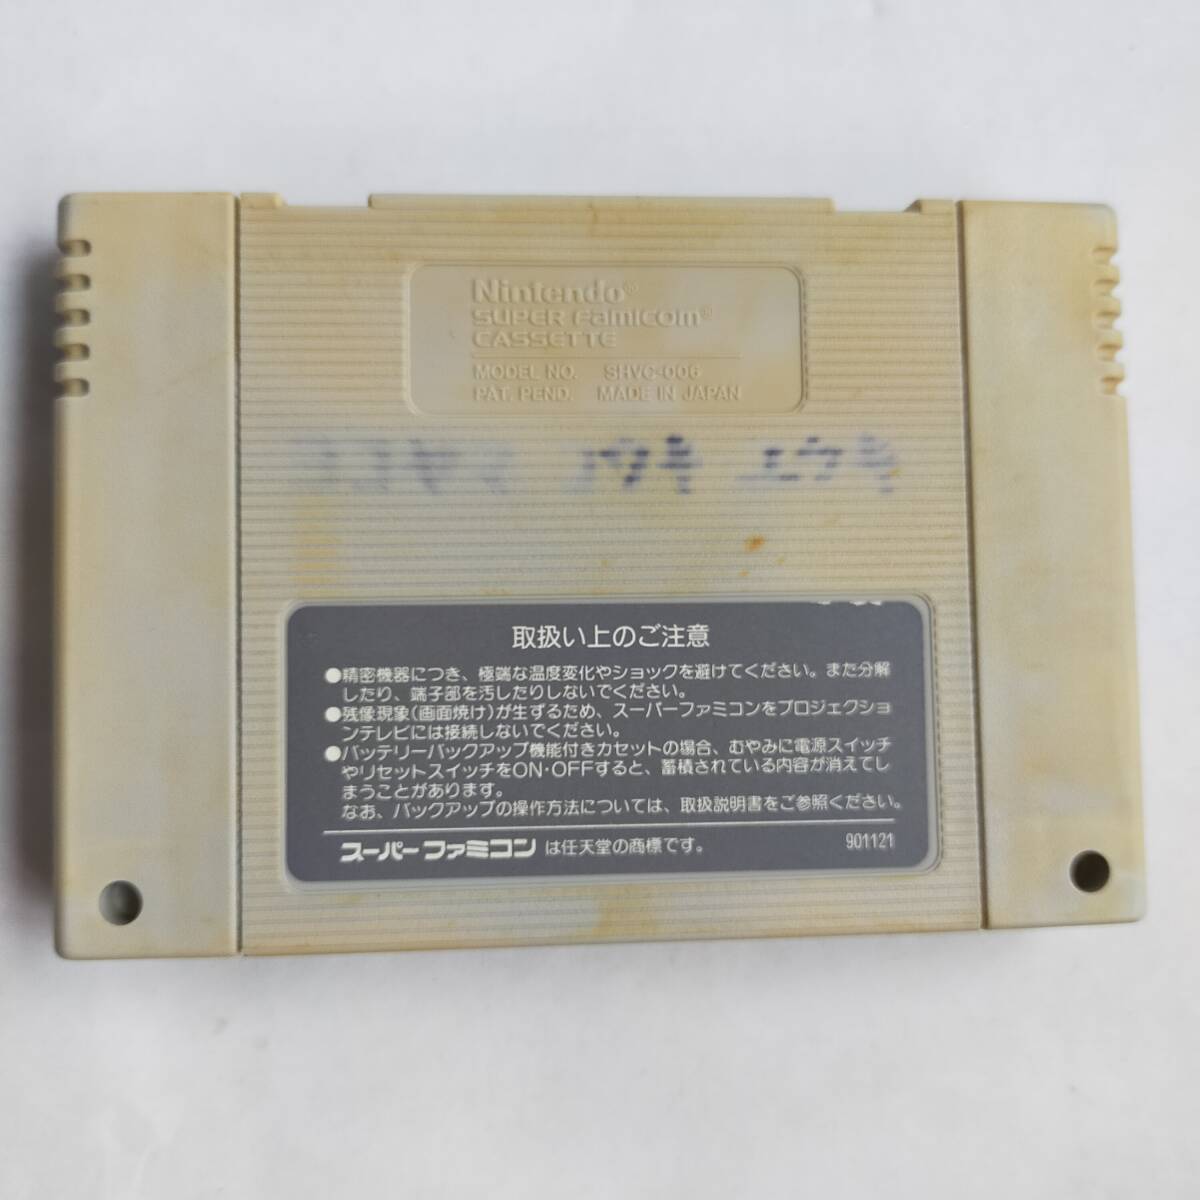 Nintendo®
SUPER Famicom®
CASSETTE
MODEL NO. SHVC-006
PAT. PEND. MADE IN JAPAN
コウキ ユウキ
取扱い上のご注意
●精密機器につき、極端な温度変化やショックを避けてください。また分解
したり、端子部を汚したりしないでください。
●残像現象(画面焼け)が生ずるため、スーパーファミコンをプロジェクショ
ンテレビには接続しないでください。
●バッテリーバックアップ機能付きカセットの場合、むやみに電源スイッチ
やリセットスイッチをON・OFFすると、蓄積されている内容が消えてし
まうことがあります。
なお、バックアップの操作方法については、取扱説明書をご参照ください。
スーパーファミコン は任天堂の商標です。 901121